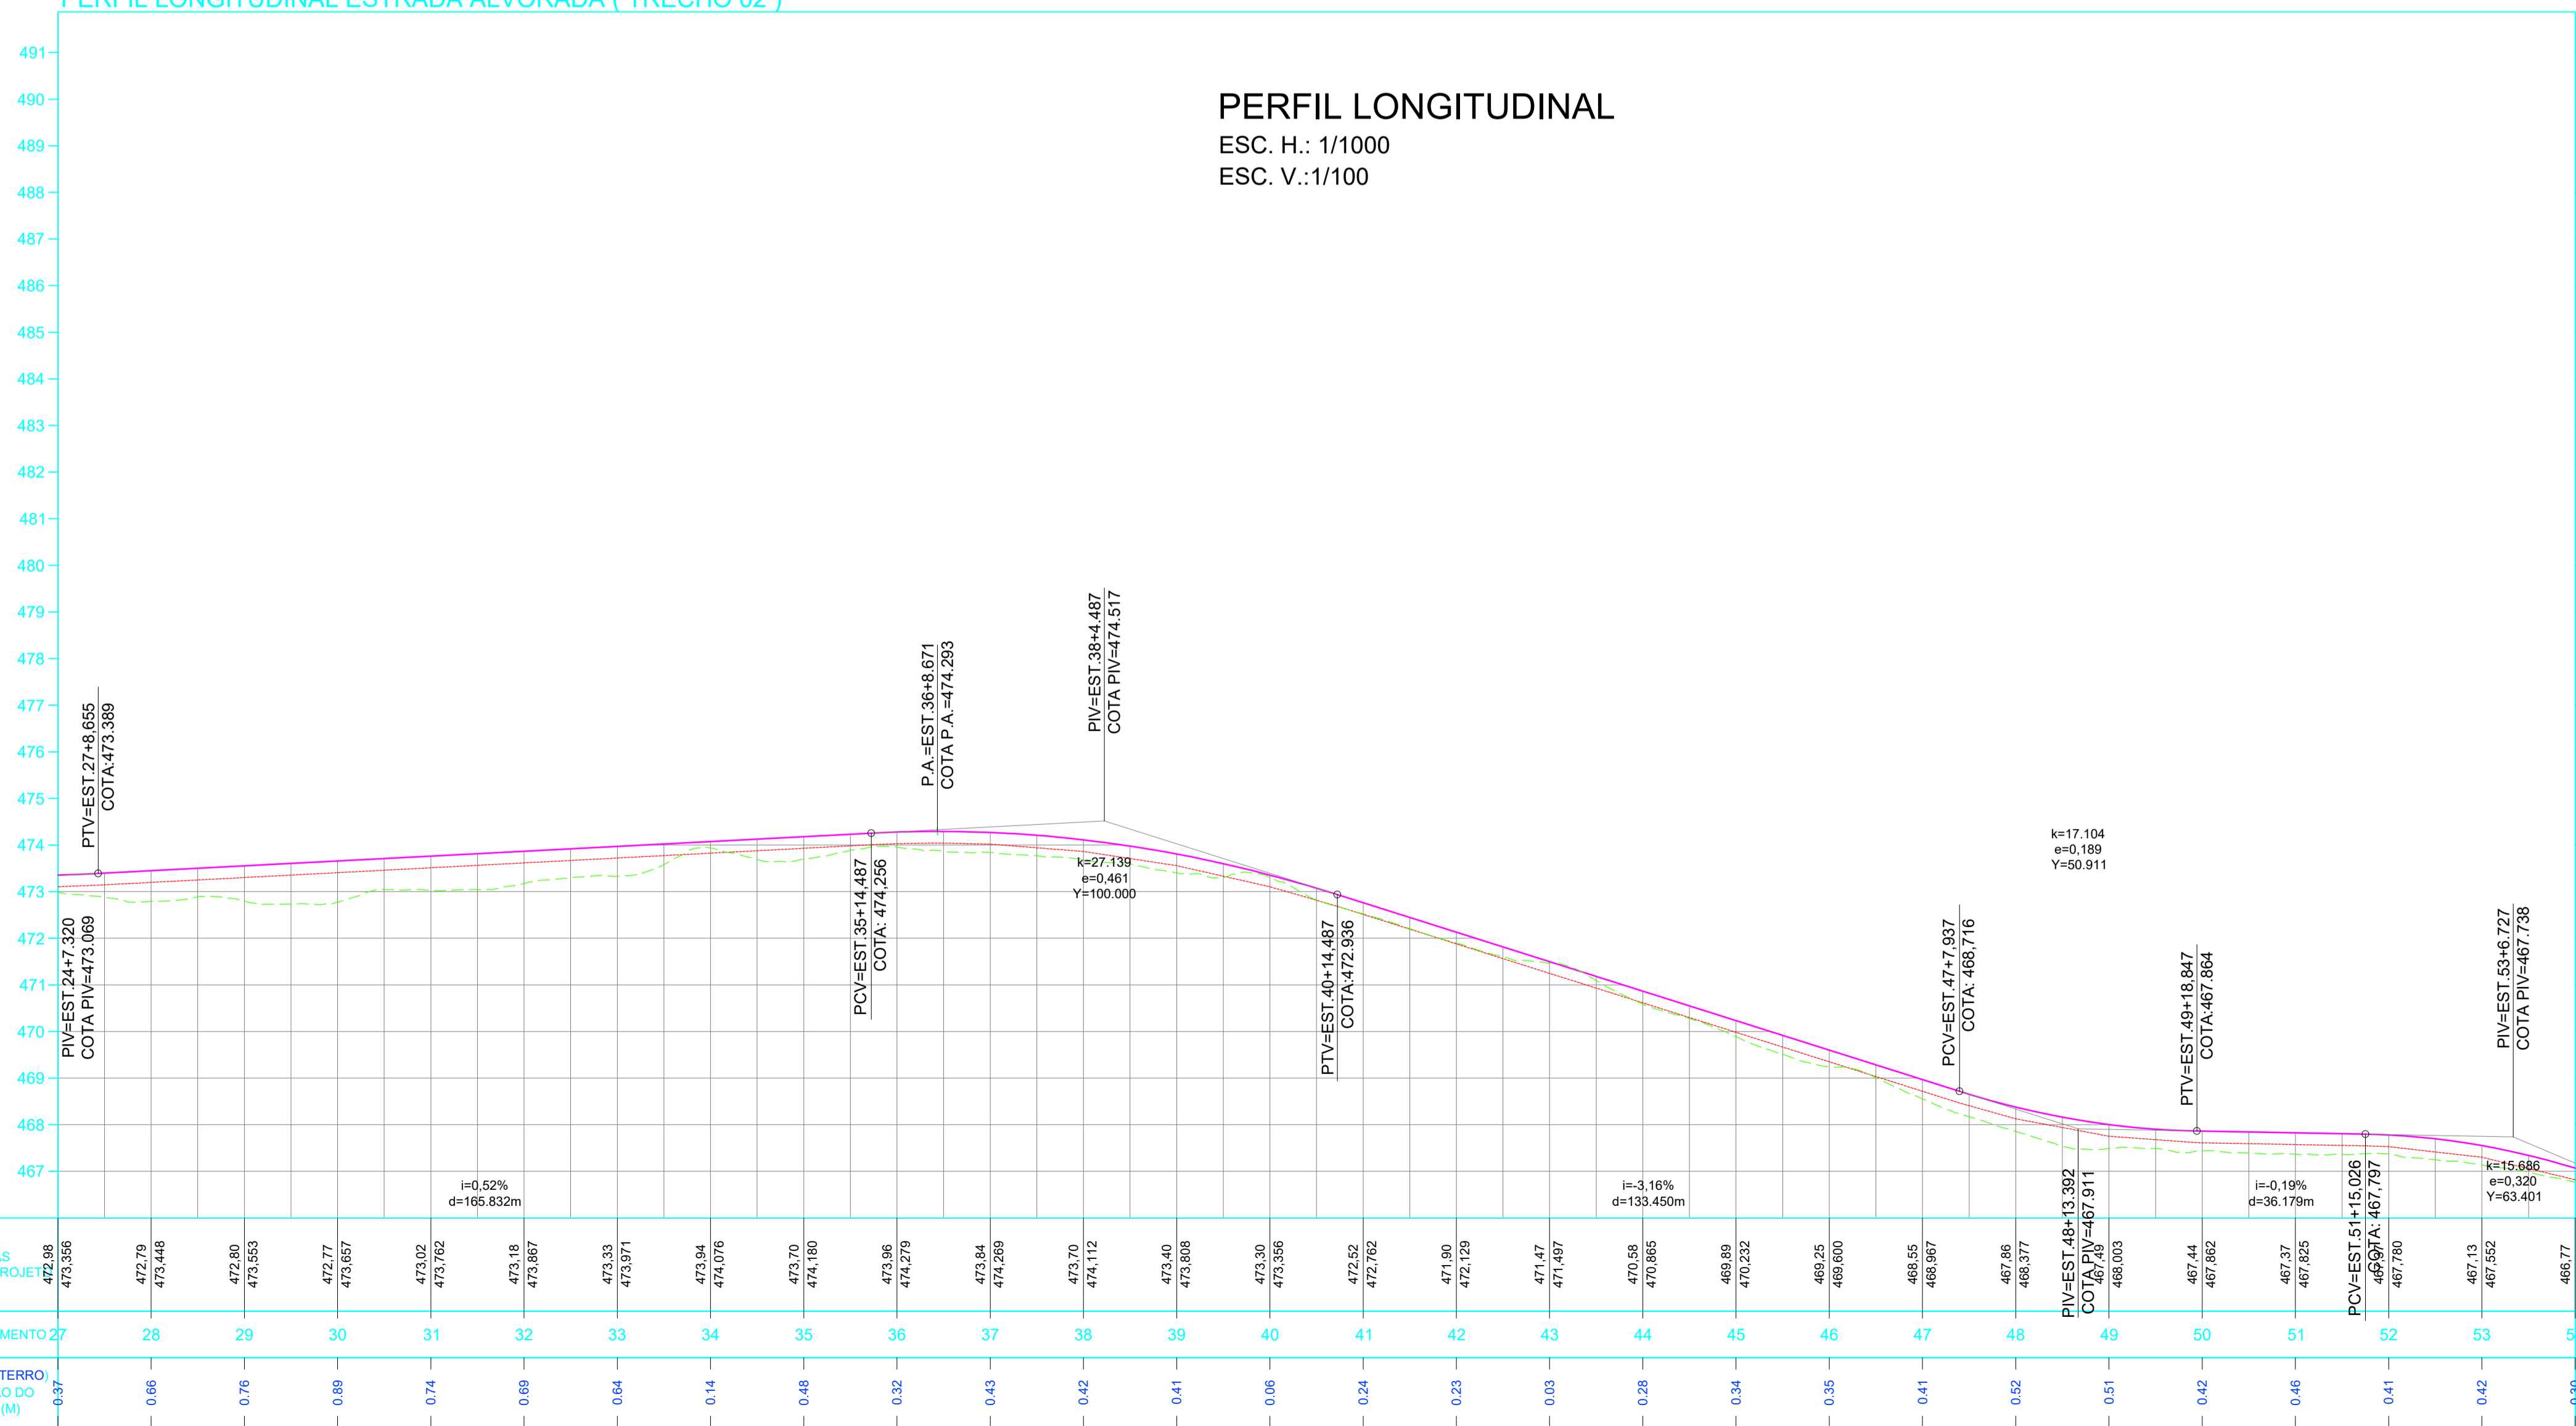 PERFIL LONGITUDINAL ESTRADA ALVORADA ( TRECHO 02 )
PERFIL LONGITUDINAL
ESC. H.: 1/1000
ESC. V.:1/100
491
490
489
488
487
486
485
484
483
482
481
480
479
478
477
476
475
474
473
472
471
470
469
468
467
PTV=EST.27+8,655
COTA:473.389
PIV=EST.24+7.320
COTA PIV=473.069
PCV=EST.35+14,487
COTA: 474,256
P.A.=EST.36+8.671
COTA P.A.=474.293
PIV=EST.38+4.487
COTA PIV=474.517
k=27.139
e=0,461
Y=100.000
PTV=EST.40+14,487
COTA:472.936
PCV=EST.47+7,937
COTA: 468,716
k=17.104
e=0,189
Y=50.911
PIV=EST.48+13.392
COTA PIV=467.911
PTV=EST.49+18,847
COTA:467.864
PCV=EST.51+15,026
COTA: 467,797
PIV=EST.53+6.727
COTA PIV=467.738
k=15.686
e=0,320
Y=63.401
i=0,52%
d=165.832m
i=-3,16%
d=133.450m
i=-0,19%
d=36.179m
472,98 472,79 472,80 472,77 473,02 473,18 473,33 473,94 473,70 473,96 473,84 473,70 473,40 473,30 472,52 471,90 471,47 470,58 469,89 469,25 468,55 467,86 467,49 467,44 467,37 467,13 466,77
473,356 473,448 473,553 473,657 473,762 473,867 473,971 474,076 474,180 474,279 474,269 474,112 473,808 473,356 472,762 472,129 471,497 470,865 470,232 469,600 468,967 468,377 468,003 467,862 467,825 467,780 467,552
27 28 29 30 31 32 33 34 35 36 37 38 39 40 41 42 43 44 45 46 47 48 49 50 51 52 53
0.37 0.66 0.76 0.89 0.74 0.69 0.64 0.14 0.48 0.32 0.43 0.42 0.41 0.06 0.24 0.23 0.03 0.28 0.34 0.35 0.41 0.52 0.51 0.42 0.46 0.41 0.42
(M)